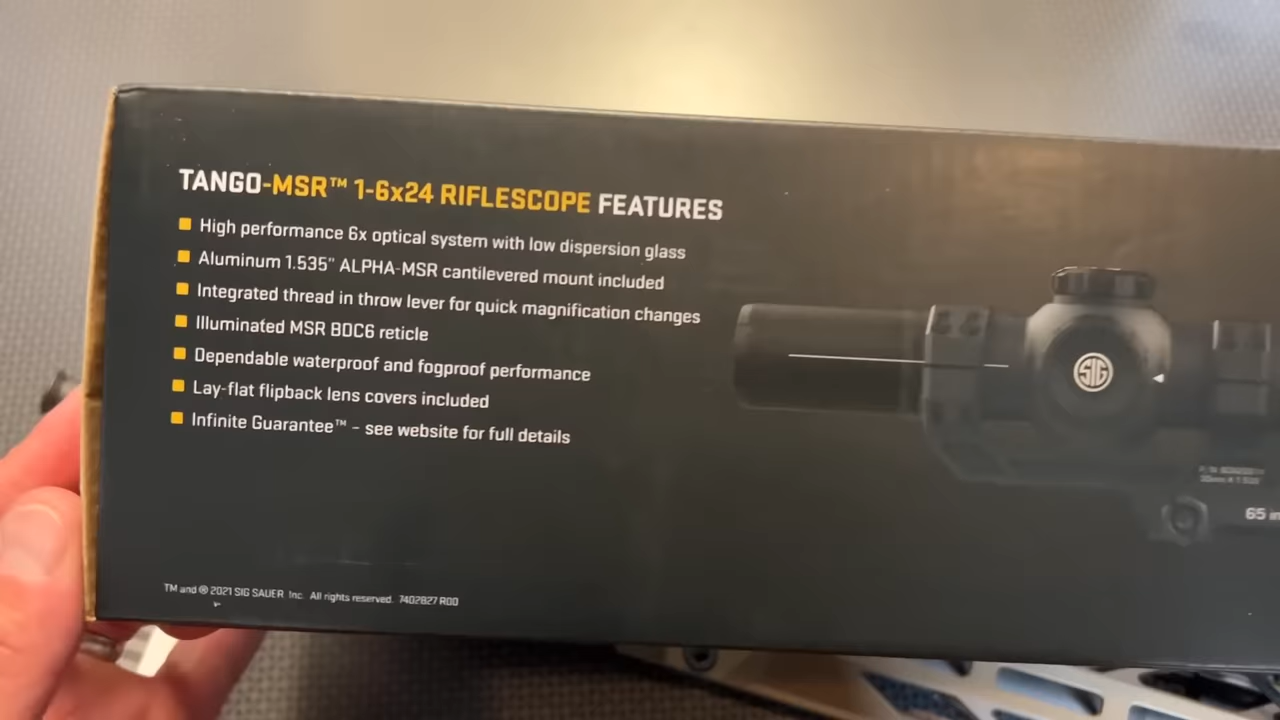 TANGO-MSR™ 1-6x24 RIFLESCOPE FEATURES
High performance 6x optical system with low dispersion glass
Aluminum 1.535" ALPHA-MSR cantilevered mount included
Integrated thread in throw lever for quick magnification changes
Illuminated MSR BDC6 reticle
Dependable waterproof and fogproof performance
Lay-flat flipback lens covers included
Infinite Guarantee™ – see website for full details
SIG
65 in
TM and ® 2021 SIG SAUER Inc. All rights reserved. 7402827 R00